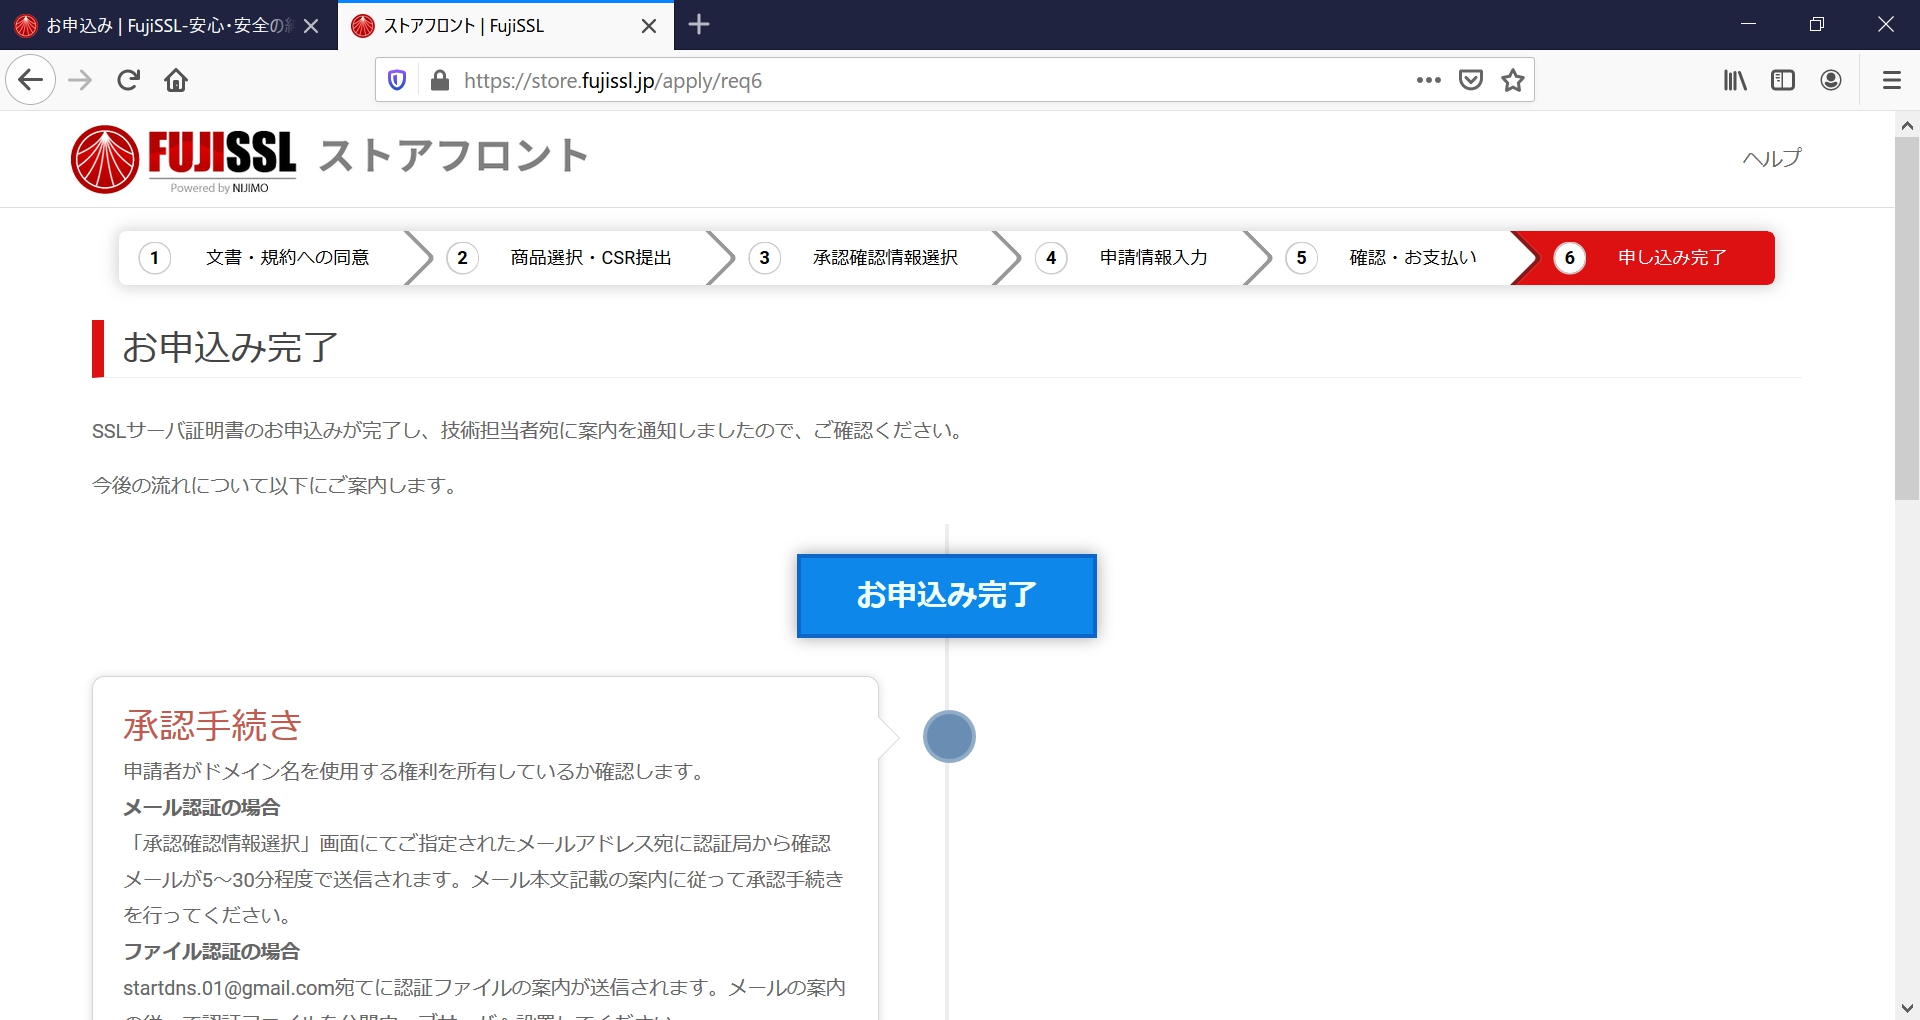 お申込み | FujiSSL-安心・安全の
ストアフロント | FujiSSL
https://store.fujissl.jp/apply/req6
FUJISSL ストアフロント
Powered by NIJIMO
ヘルプ
1 文書・規約への同意 2 商品選択・CSR提出 3 承認確認情報選択 4 申請情報入力 5 確認・お支払い 6 申し込み完了
お申込み完了
SSLサーバ証明書のお申込みが完了し、技術担当者宛に案内を通知しましたので、ご確認ください。
今後の流れについて以下にご案内します。
お申込み完了
承認手続き
申請者がドメイン名を使用する権利を所有しているか確認します。
メール認証の場合
「承認確認情報選択」画面にてご指定されたメールアドレス宛に認証局から確認
メールが5～30分程度で送信されます。メール本文記載の案内に従って承認手続き
を行ってください。
ファイル認証の場合
startdns.01@gmail.com宛てに認証ファイルの案内が送信されます。メールの案内